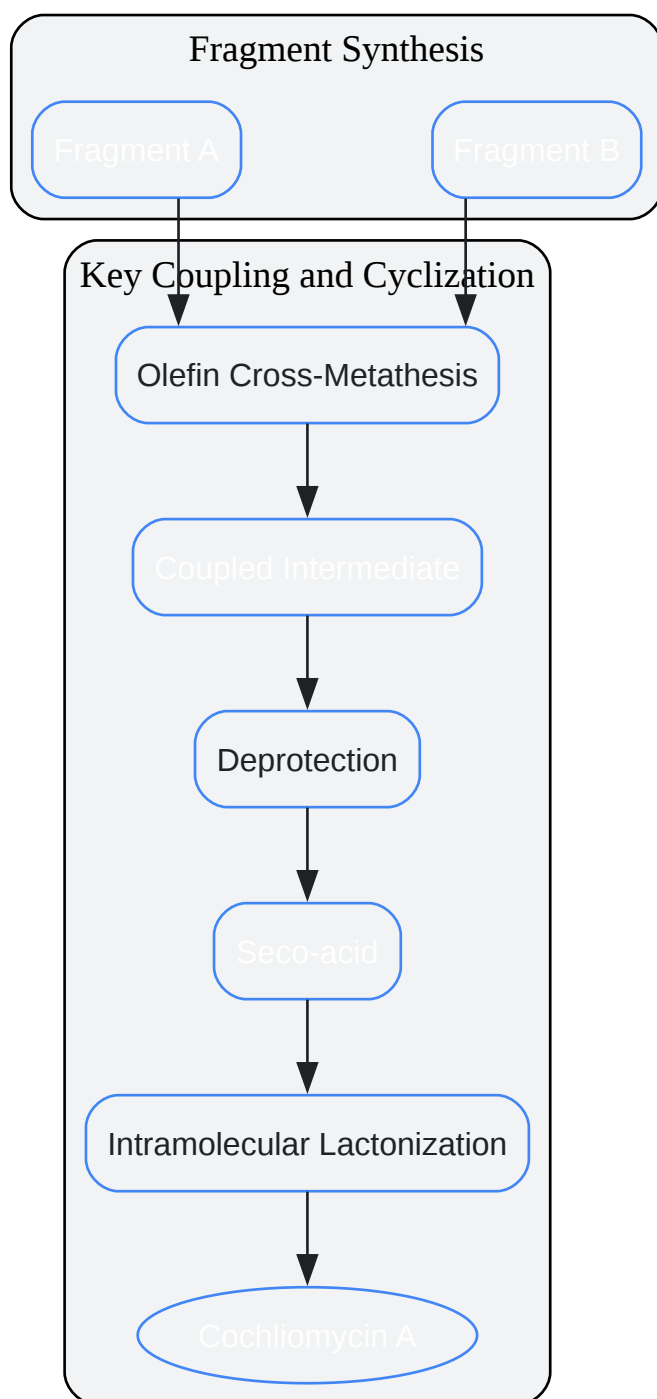 Fragment Synthesis
Fragment A
Fragment B
Key Coupling and Cyclization
Olefin Cross-Metathesis
Coupled Intermediate
Deprotection
Seco-acid
Intramolecular Lactonization
Cochliomycin A